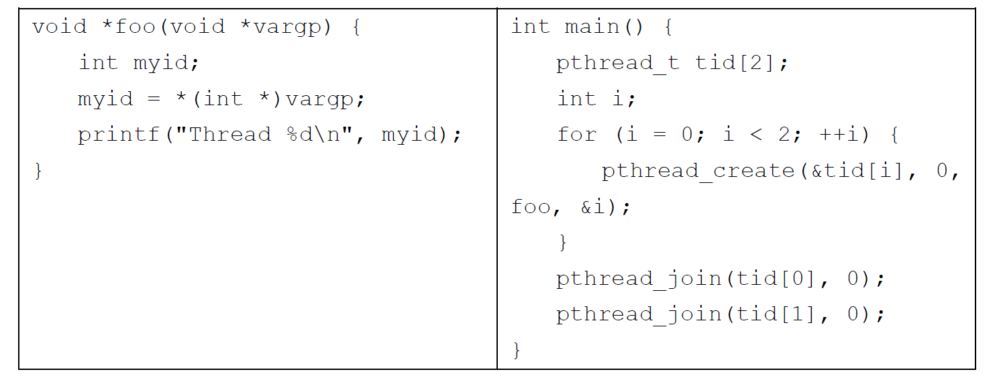 void *foo(void *vargp) {
int myid;
myid = *(int *)vargp;
printf("Thread %d\n", myid);
}
int main() {
pthread_t tid[2];
int i;
for (i = 0; i < 2; ++i) {
pthread_create(&tid[i], 0,
foo, &i);
}
pthread_join(tid[0], 0);
pthread_join(tid[1], 0);
}